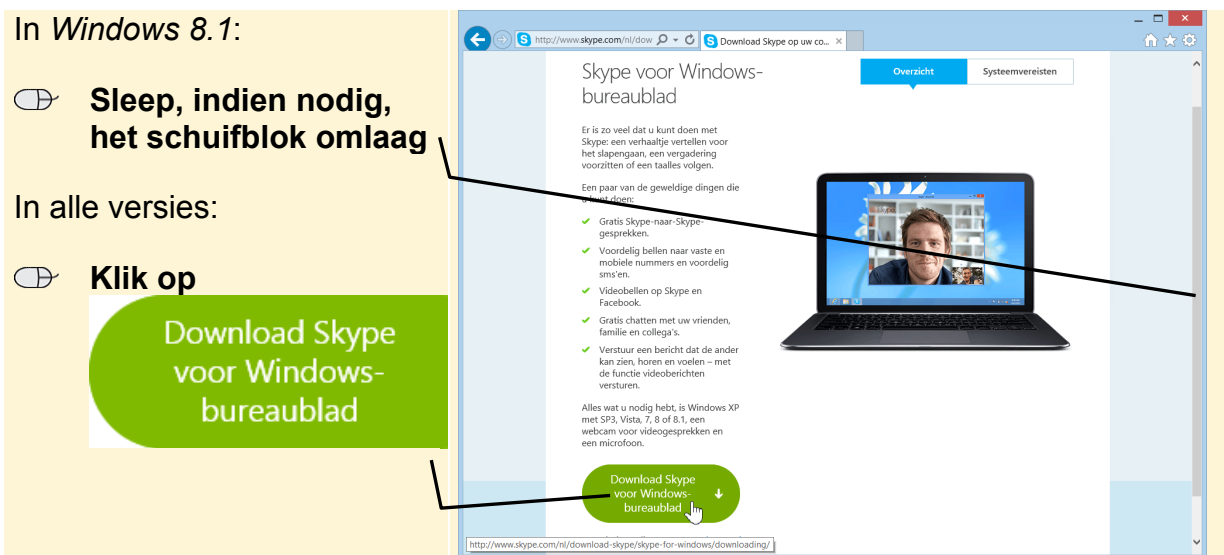 In Windows 8.1:
Sleep, indien nodig,
het schuifblok omlaag
In alle versies:
Klik op
Download Skype
voor Windows-
bureaublad
http://www.skype.com/nl/dow
Download Skype op uw co...
Skype voor Windows-
bureaublad
Overzicht
Systeemvereisten
Er is zo veel dat u kunt doen met
Skype: een verhaaltje vertellen voor
het slapengaan, een vergadering
voorzitten of een taalles volgen.
Een paar van de geweldige dingen die
u kunt doen:
Gratis Skype-naar-Skype-
gesprekken.
Voordelig bellen naar vaste en
mobiele nummers en voordelig
sms'en.
Videobellen op Skype en
Facebook.
Gratis chatten met uw vrienden,
familie en collega's.
Verstuur een bericht dat de ander
kan zien, horen en voelen – met
de functie videoberichten
versturen.
Alles wat u nodig hebt, is Windows XP
met SP3, Vista, 7, 8 of 8.1, een
webcam voor videogesprekken en
een microfoon.
Download Skype
voor Windows-
bureaublad
http://www.skype.com/nl/download-skype/skype-for-windows/downloading/